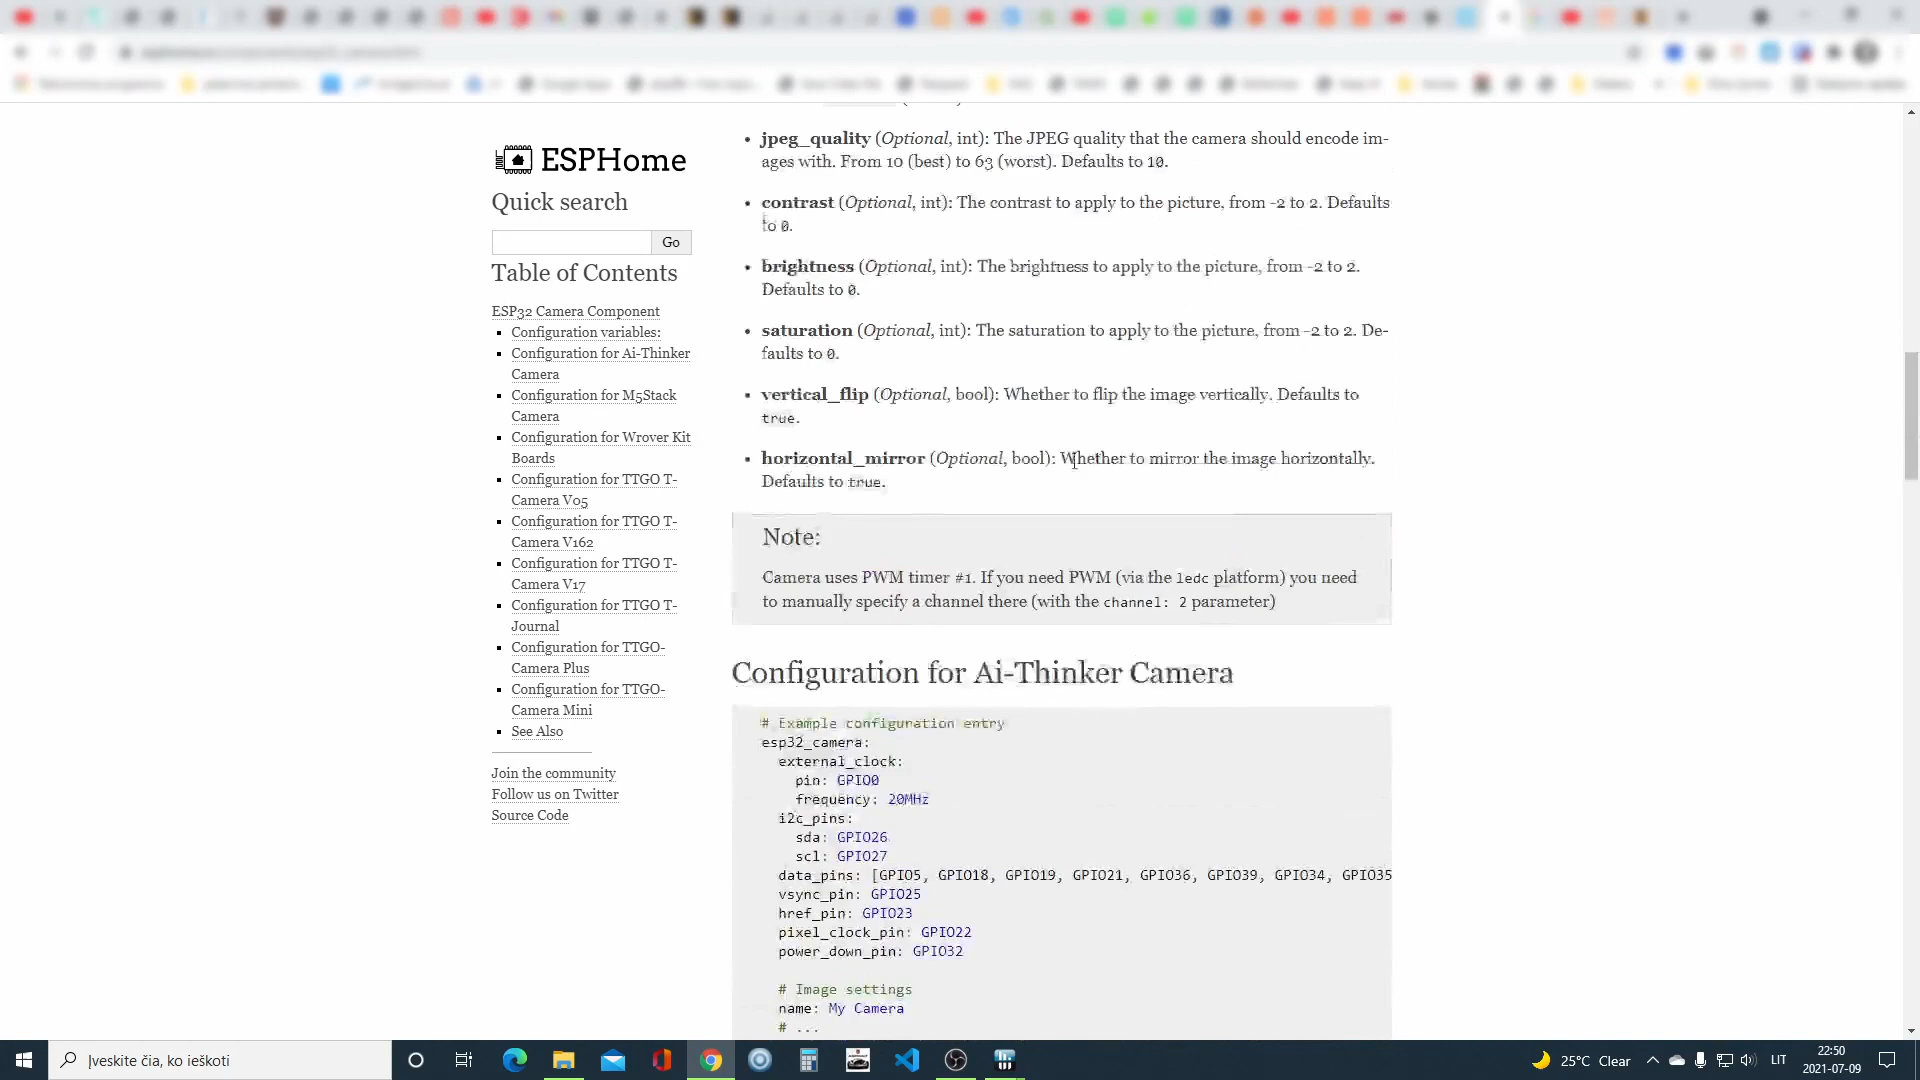 ESPHome
Quick search
Go
Table of Contents
ESP32 Camera Component
Configuration variables:
Configuration for Ai-Thinker
Camera
Configuration for M5Stack
Camera
Configuration for Wrover Kit
Boards
Configuration for TTGO T-
Camera V05
Configuration for TTGO T-
Camera V162
Configuration for TTGO T-
Camera V17
Configuration for TTGO T-
Journal
Configuration for TTGO-
Camera Plus
Configuration for TTGO-
Camera Mini
See Also
Join the community
Follow us on Twitter
Source Code
• jpeg_quality (Optional, int): The JPEG quality that the camera should encode im-
ages with. From 10 (best) to 63 (worst). Defaults to 10.
• contrast (Optional, int): The contrast to apply to the picture, from -2 to 2. Defaults
to 0.
• brightness (Optional, int): The brightness to apply to the picture, from -2 to 2.
Defaults to 0.
• saturation (Optional, int): The saturation to apply to the picture, from -2 to 2. De-
faults to 0.
• vertical_flip (Optional, bool): Whether to flip the image vertically. Defaults to
true.
• horizontal_mirror (Optional, bool): Whether to mirror the image horizontally.
Defaults to true.
Note:
Camera uses PWM timer #1. If you need PWM (via the ledc platform) you need
to manually specify a channel there (with the channel: 2 parameter)
Configuration for Ai-Thinker Camera
# Example configuration entry
esp32_camera:
external_clock:
pin: GPIO0
frequency: 20MHz
i2c_pins:
sda: GPIO26
scl: GPIO27
data_pins: [GPIO5, GPIO18, GPIO19, GPIO21, GPIO36, GPIO39, GPIO34, GPIO35
vsync_pin: GPIO25
href_pin: GPIO23
pixel_clock_pin: GPIO22
power_down_pin: GPIO32
# Image settings
name: My Camera
# ...
Įveskite čia, ko ieškoti
25°C Clear
LIT
22:50
2021-07-09